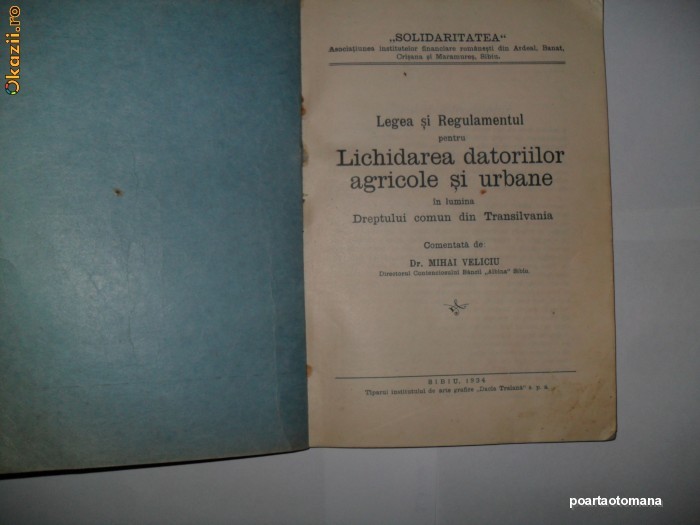 Okazii.ro
„SOLIDARITATEA“
Asociațiunea institutelor financiare românești din Ardeal, Banat,
Crișana și Maramureș, Sibiu.
Legea și Regulamentul
pentru
Lichidarea datoriilor
agricole și urbane
în lumina
Dreptului comun din Transilvania
Comentată de:
Dr. MIHAI VELICIU
Directorul Contenciosului Băncii „Albina“ Sibiu.
SIBIU, 1934
Tiparul institutului de arte grafice „Dacia Traiană“ s. p. a.
poartaotomana